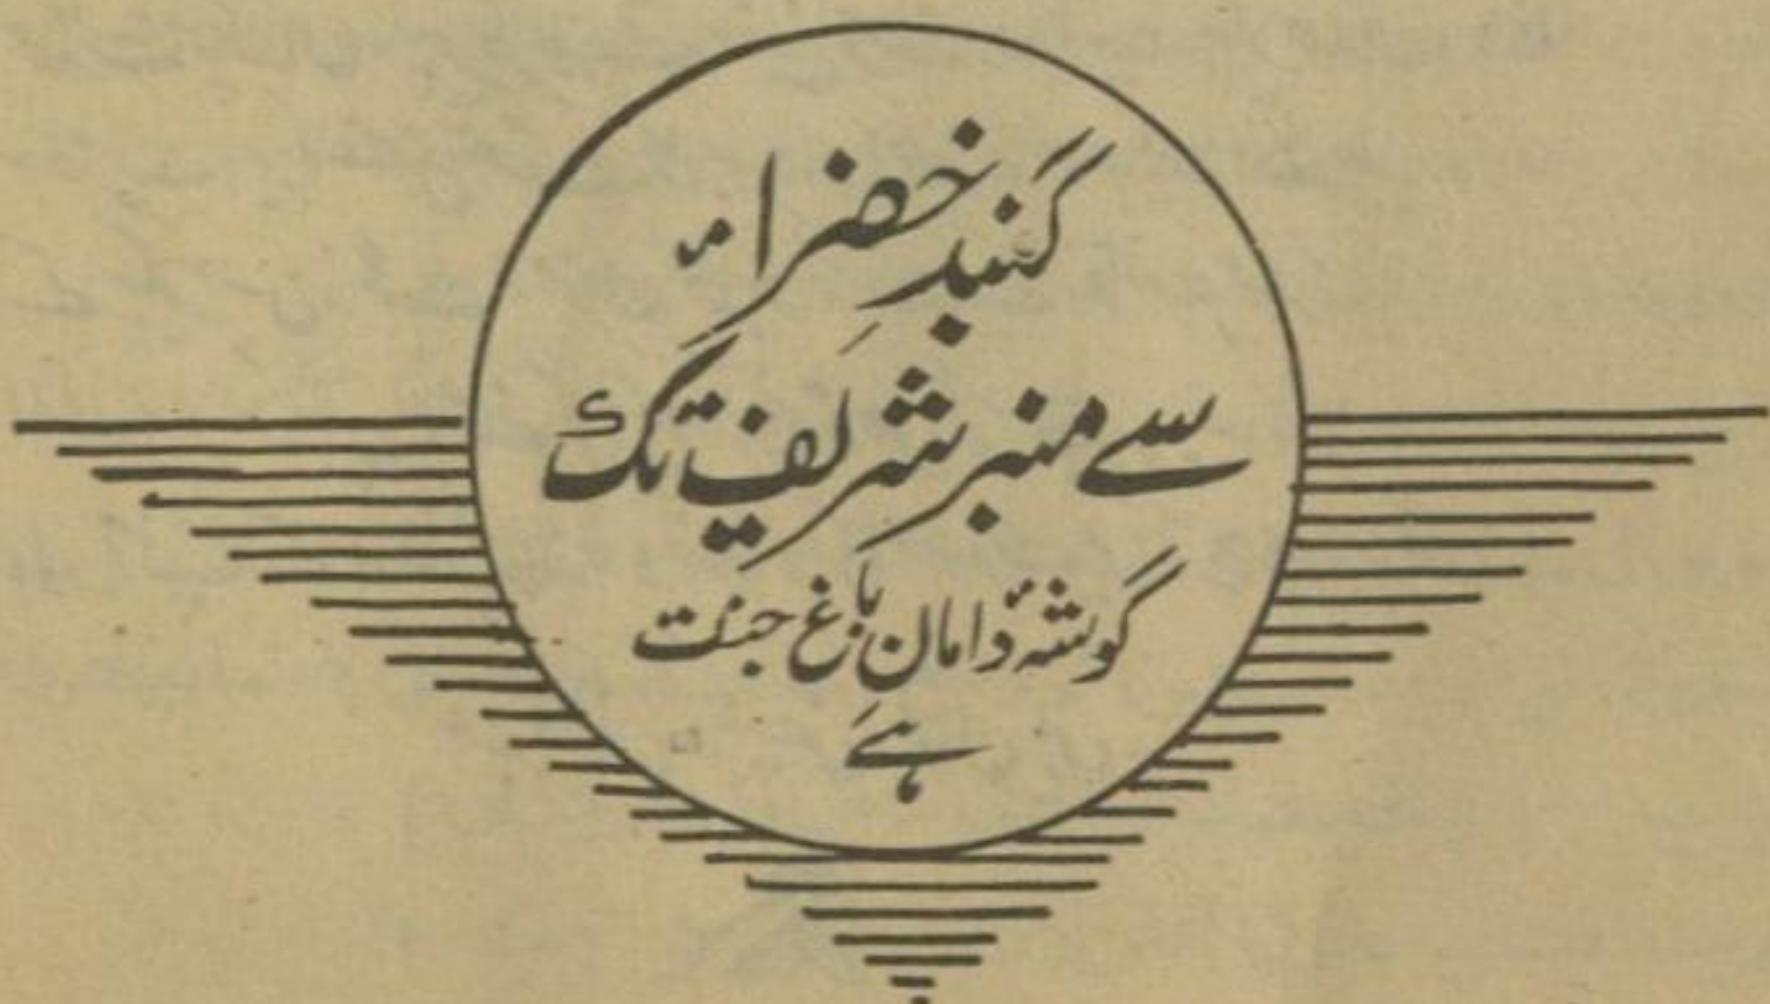 گنبدِ خضرا
سے منبر شریف تک
گوشۂ دامان باغ جنت
ہے